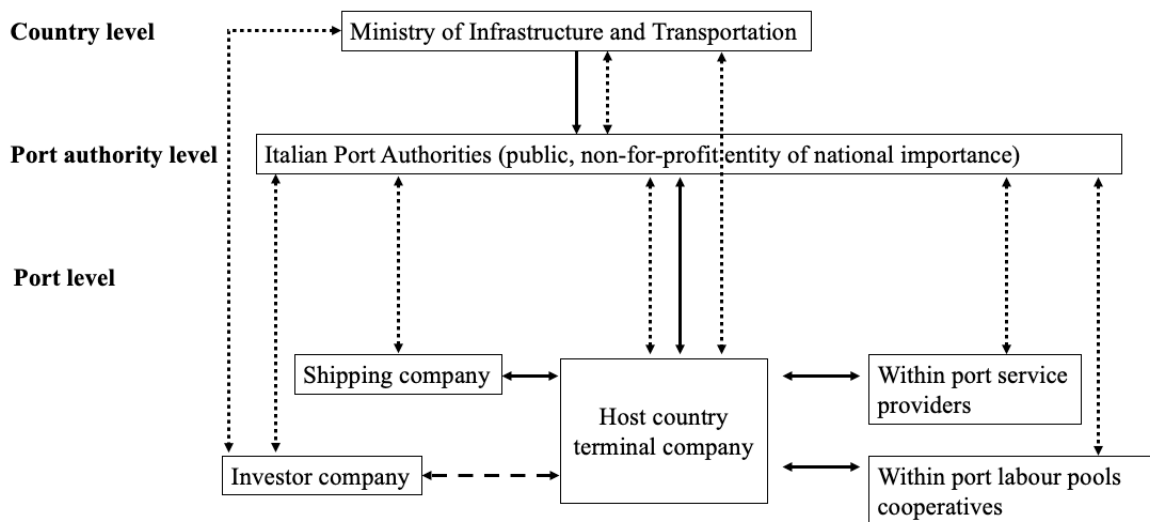 Country level
Ministry of Infrastructure and Transportation
Port authority level
Italian Port Authorities (public, non-for-profit entity of national importance)
Port level
Shipping company
Host country
terminal company
Within port service
providers
Investor company
Within port labour pools
cooperatives